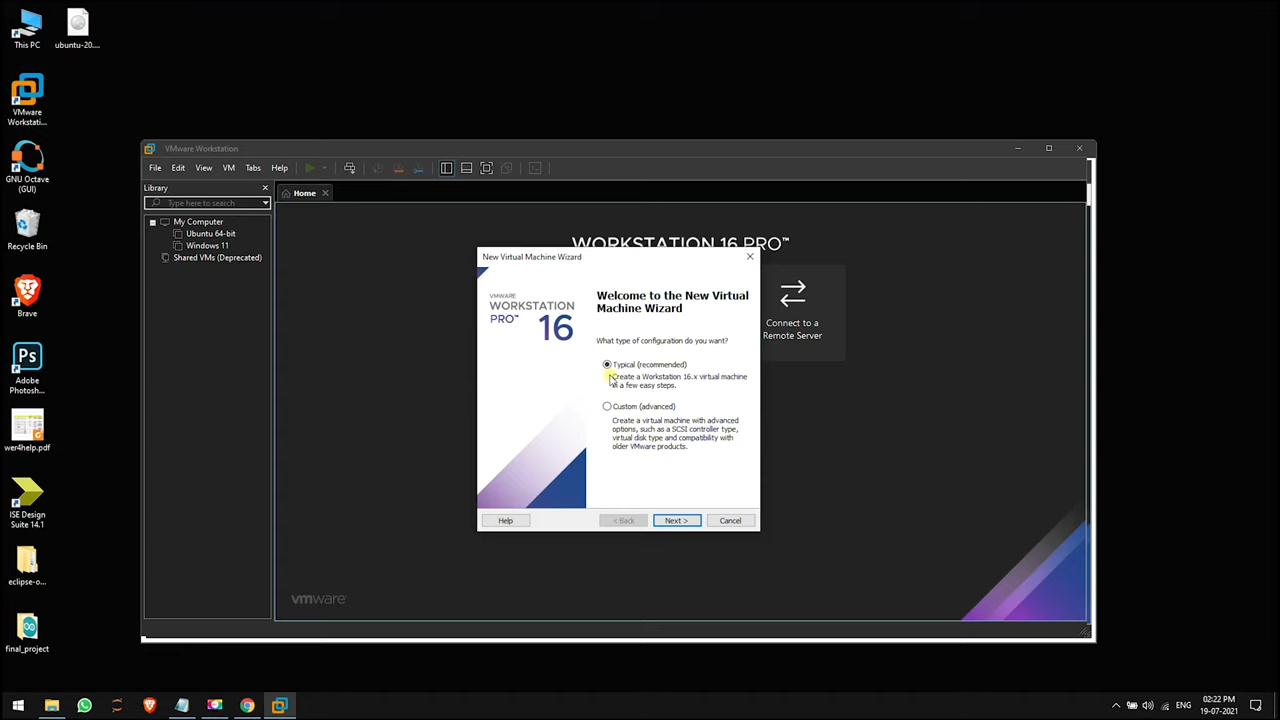 This PC
ubuntu-20....
VMware
Workstati...
GNU Octave
(GUI)
Recycle Bin
Brave
Ps
Adobe
Photosh...
wer4help.pdf
ISE Design
Suite 14.1
eclipse-o...
final_project
VMware Workstation
File Edit View VM Tabs Help
Library
Type here to search
Home
My Computer
Ubuntu 64-bit
Windows 11
Shared VMs (Deprecated)
WORKSTATION 16 PRO™
Connect to a
Remote Server
New Virtual Machine Wizard
VMWARE
WORKSTATION
PRO™ 16
Welcome to the New Virtual
Machine Wizard
What type of configuration do you want?
Typical (recommended)
Create a Workstation 16.x virtual machine
a few easy steps.
Custom (advanced)
Create a virtual machine with advanced
options, such as a SCSI controller type,
virtual disk type and compatibility with
older VMware products.
Help < Back Next > Cancel
vmware
ENG
02:22 PM
19-07-2021